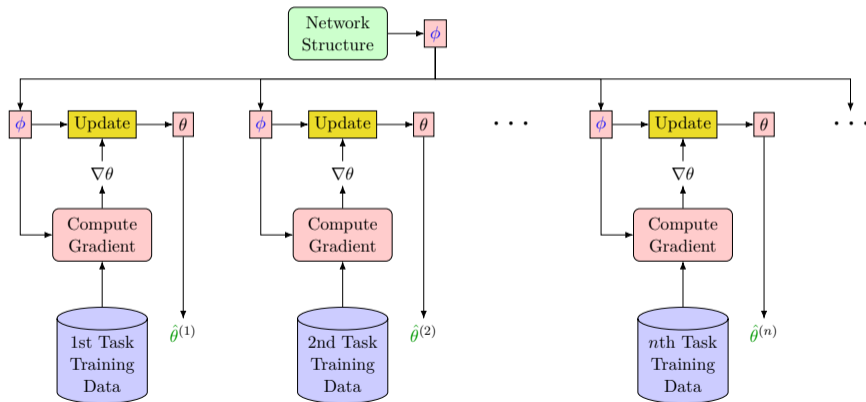 Network
Structure
ϕ
ϕ
Update
θ
ϕ
Update
θ
···
ϕ
Update
θ
···
∇θ
∇θ
∇θ
Compute
Gradient
Compute
Gradient
Compute
Gradient
1st Task
Training
Data
θ̂⁽¹⁾
2nd Task
Training
Data
θ̂⁽²⁾
nth Task
Training
Data
θ̂⁽ⁿ⁾